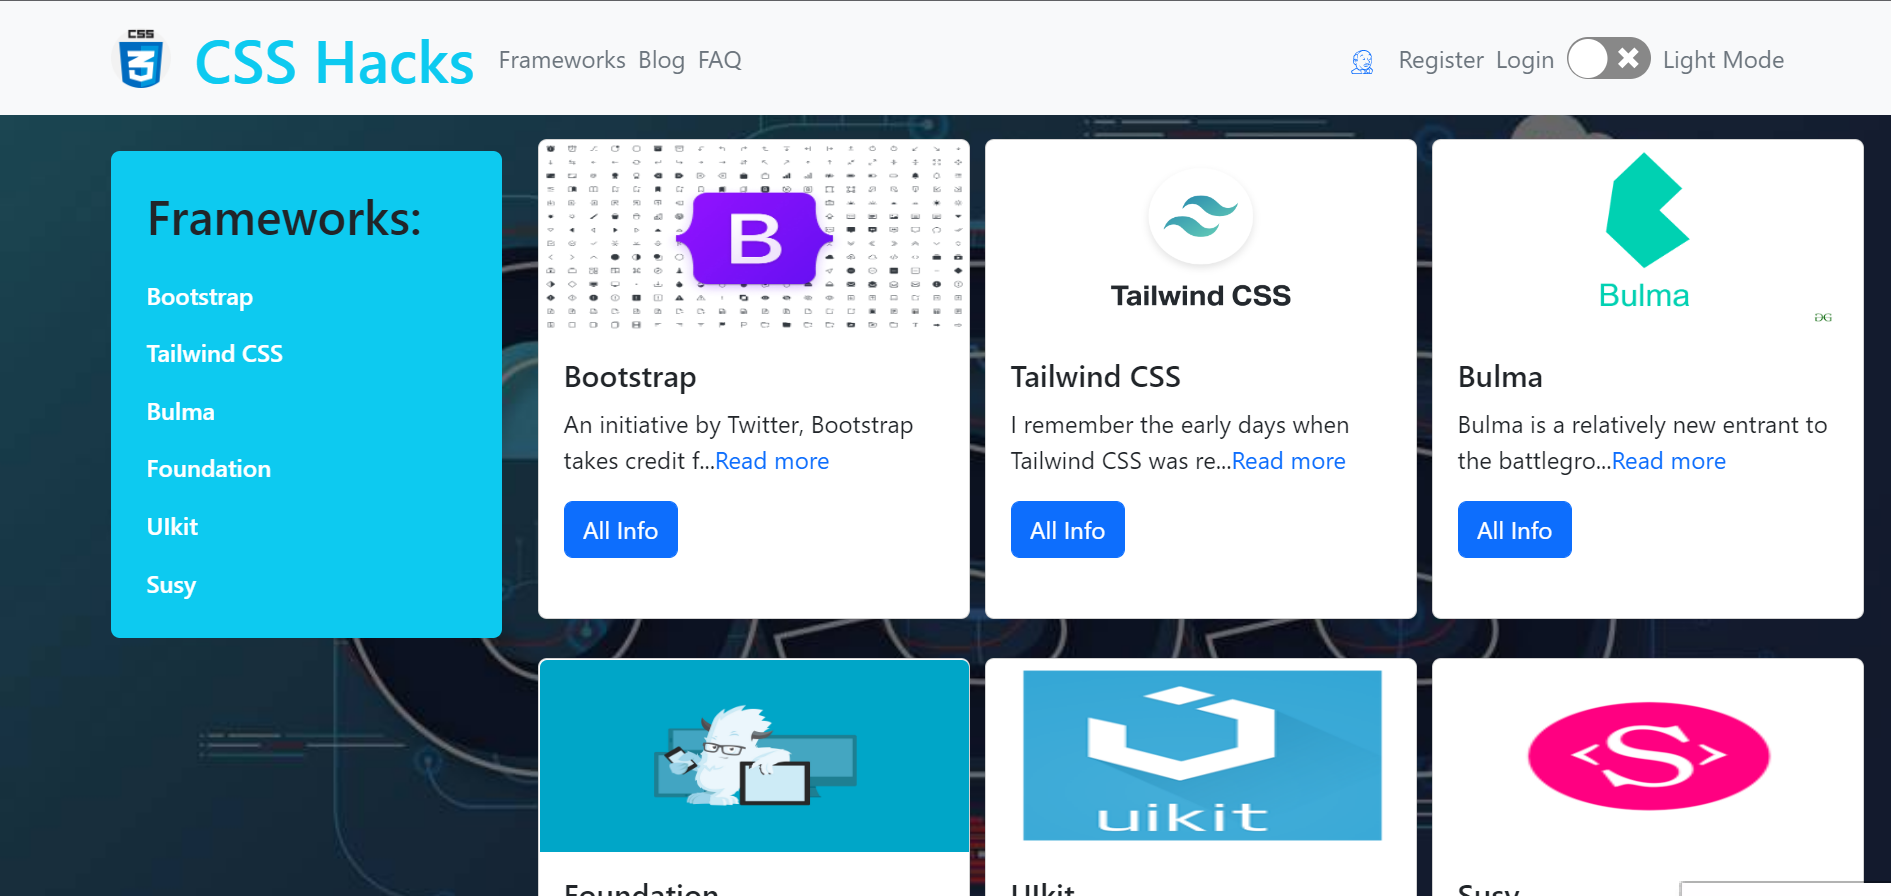 CSS
CSS Hacks Frameworks Blog FAQ Register Login Light Mode
Frameworks:
Bootstrap
Tailwind CSS
Bulma
Foundation
UIkit
Susy
B
Bootstrap
An initiative by Twitter, Bootstrap
takes credit f...Read more
All Info
Tailwind CSS
Tailwind CSS
I remember the early days when
Tailwind CSS was re...Read more
All Info
Bulma
Bulma
Bulma is a relatively new entrant to
the battlegro...Read more
All Info
Foundation
uikit
UIkit
S
Susy